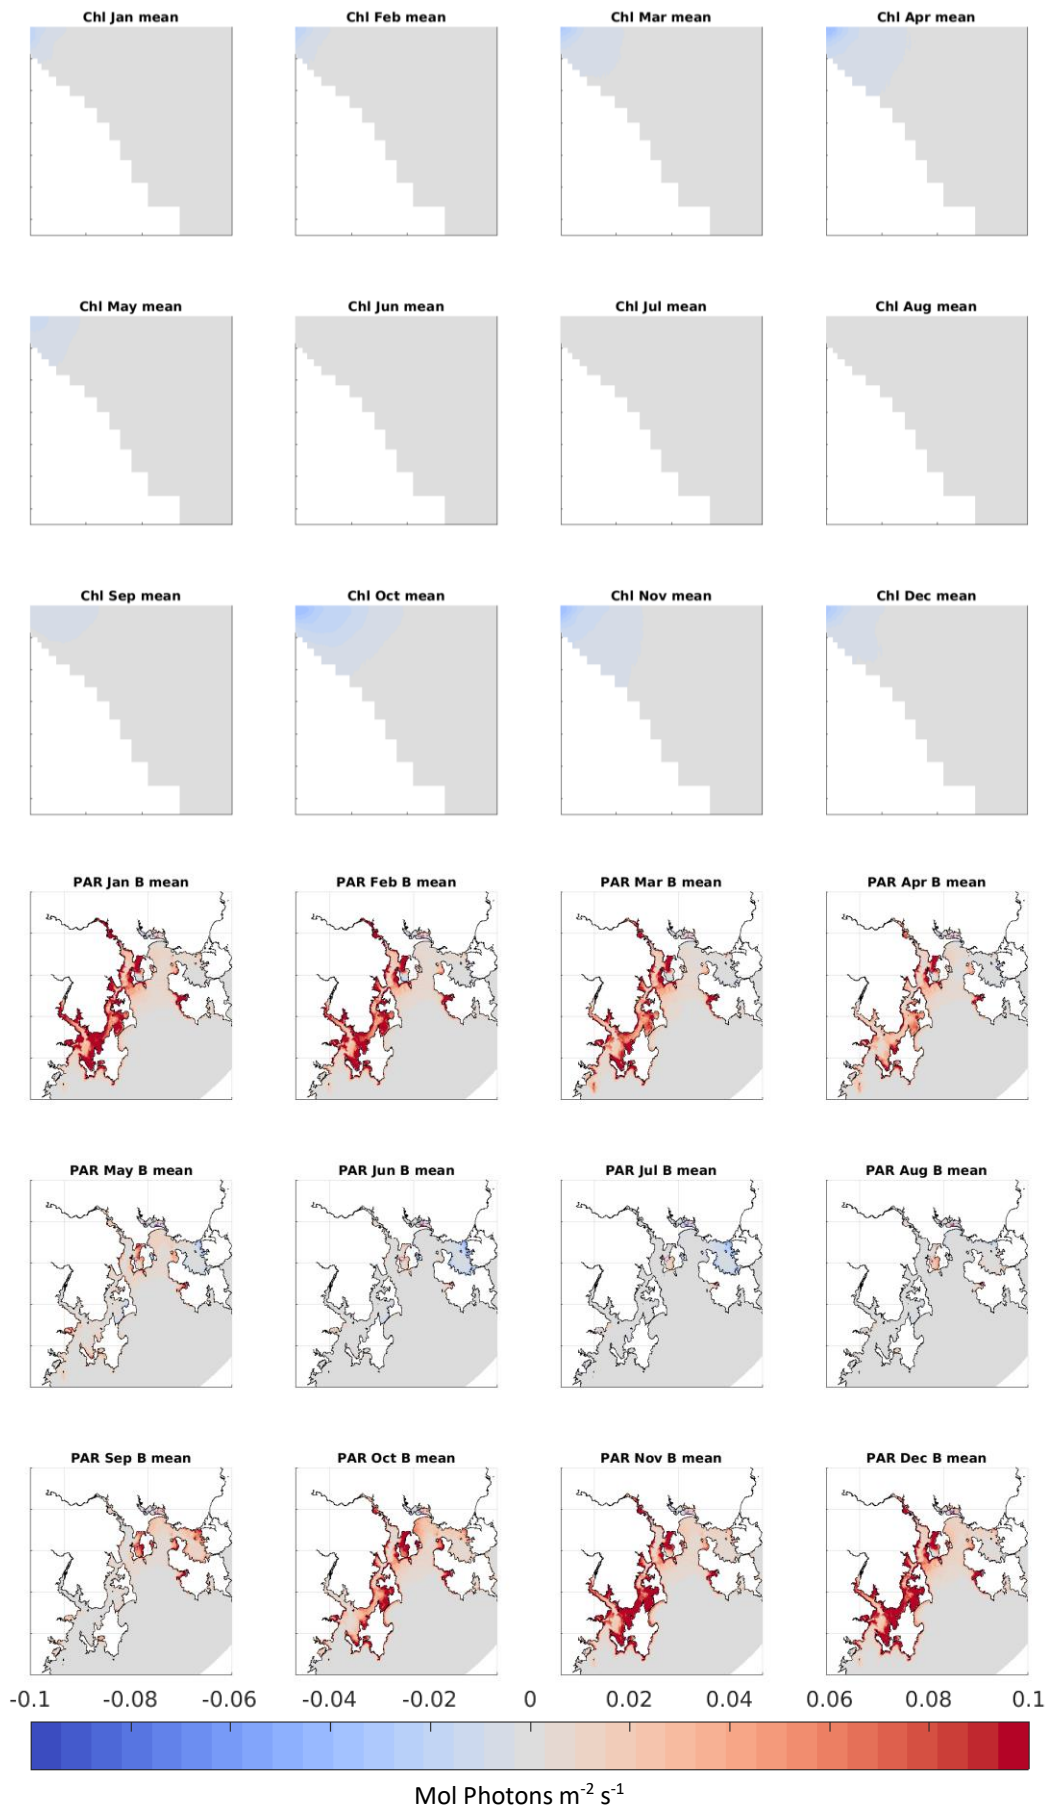 Chl Jan mean Chl Feb mean Chl Mar mean Chl Apr mean
Chl May mean Chl Jun mean Chl Jul mean Chl Aug mean
Chl Sep mean Chl Oct mean Chl Nov mean Chl Dec mean
PAR Jan B mean PAR Feb B mean PAR Mar B mean PAR Apr B mean
PAR May B mean PAR Jun B mean PAR Jul B mean PAR Aug B mean
PAR Sep B mean PAR Oct B mean PAR Nov B mean PAR Dec B mean
-0.1 -0.08 -0.06 -0.04 -0.02 0 0.02 0.04 0.06 0.08 0.1
Mol Photons m⁻² s⁻¹